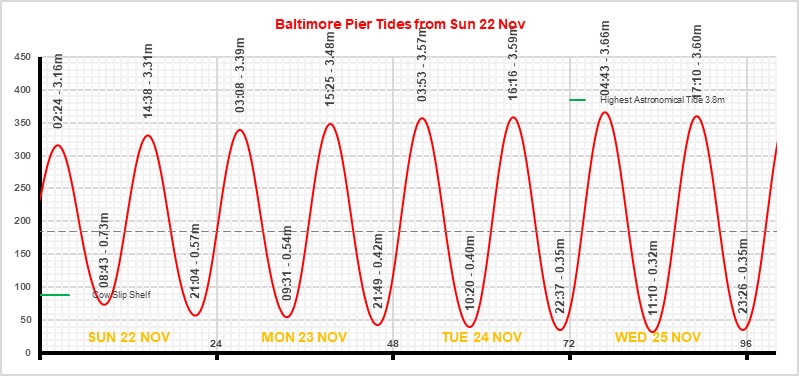 Baltimore Pier Tides from Sun 22 Nov
450
400
350
300
250
200
150
100
50
0
02:24 - 3.16m
08:43 - 0.73m
14:38 - 3.31m
21:04 - 0.57m
03:08 - 3.39m
09:31 - 0.54m
15:25 - 3.48m
21:49 - 0.42m
03:53 - 3.57m
10:20 - 0.40m
16:16 - 3.59m
22:37 - 0.35m
04:43 - 3.66m
11:10 - 0.32m
17:10 - 3.60m
23:26 - 0.35m
Highest Astronomical Tide 3.8m
Cow Slip Shelf
SUN 22 NOV
MON 23 NOV
TUE 24 NOV
WED 25 NOV
24
48
72
96